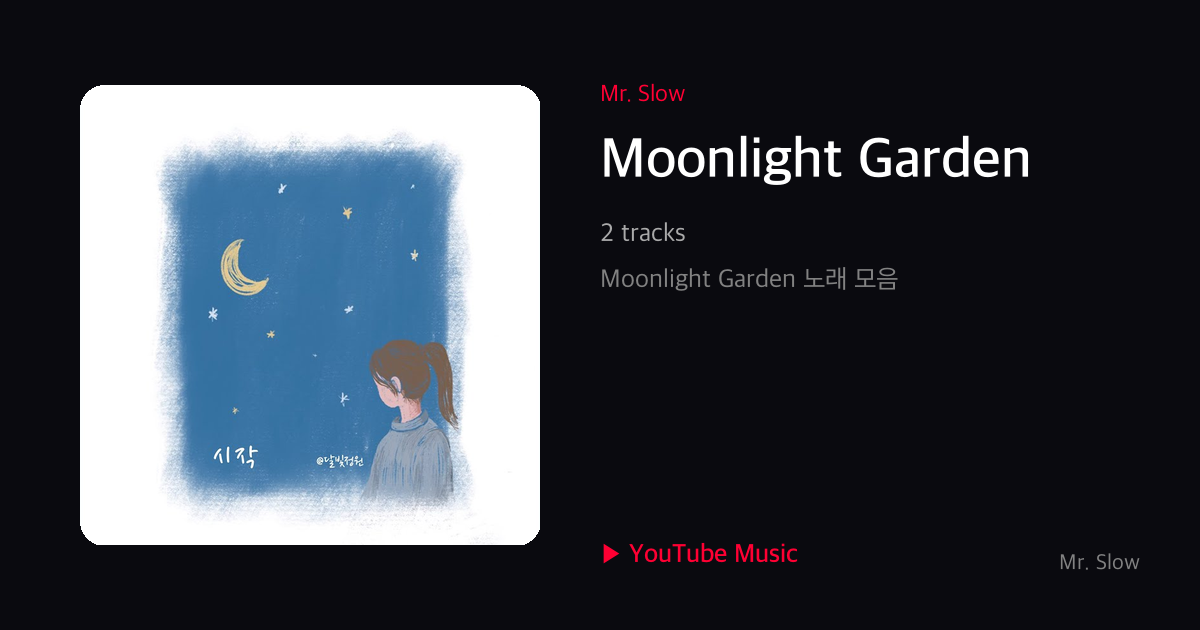 Mr. Slow
Moonlight Garden
2 tracks
Moonlight Garden 노래 모음
시작
@달빛정원
YouTube Music
Mr. Slow